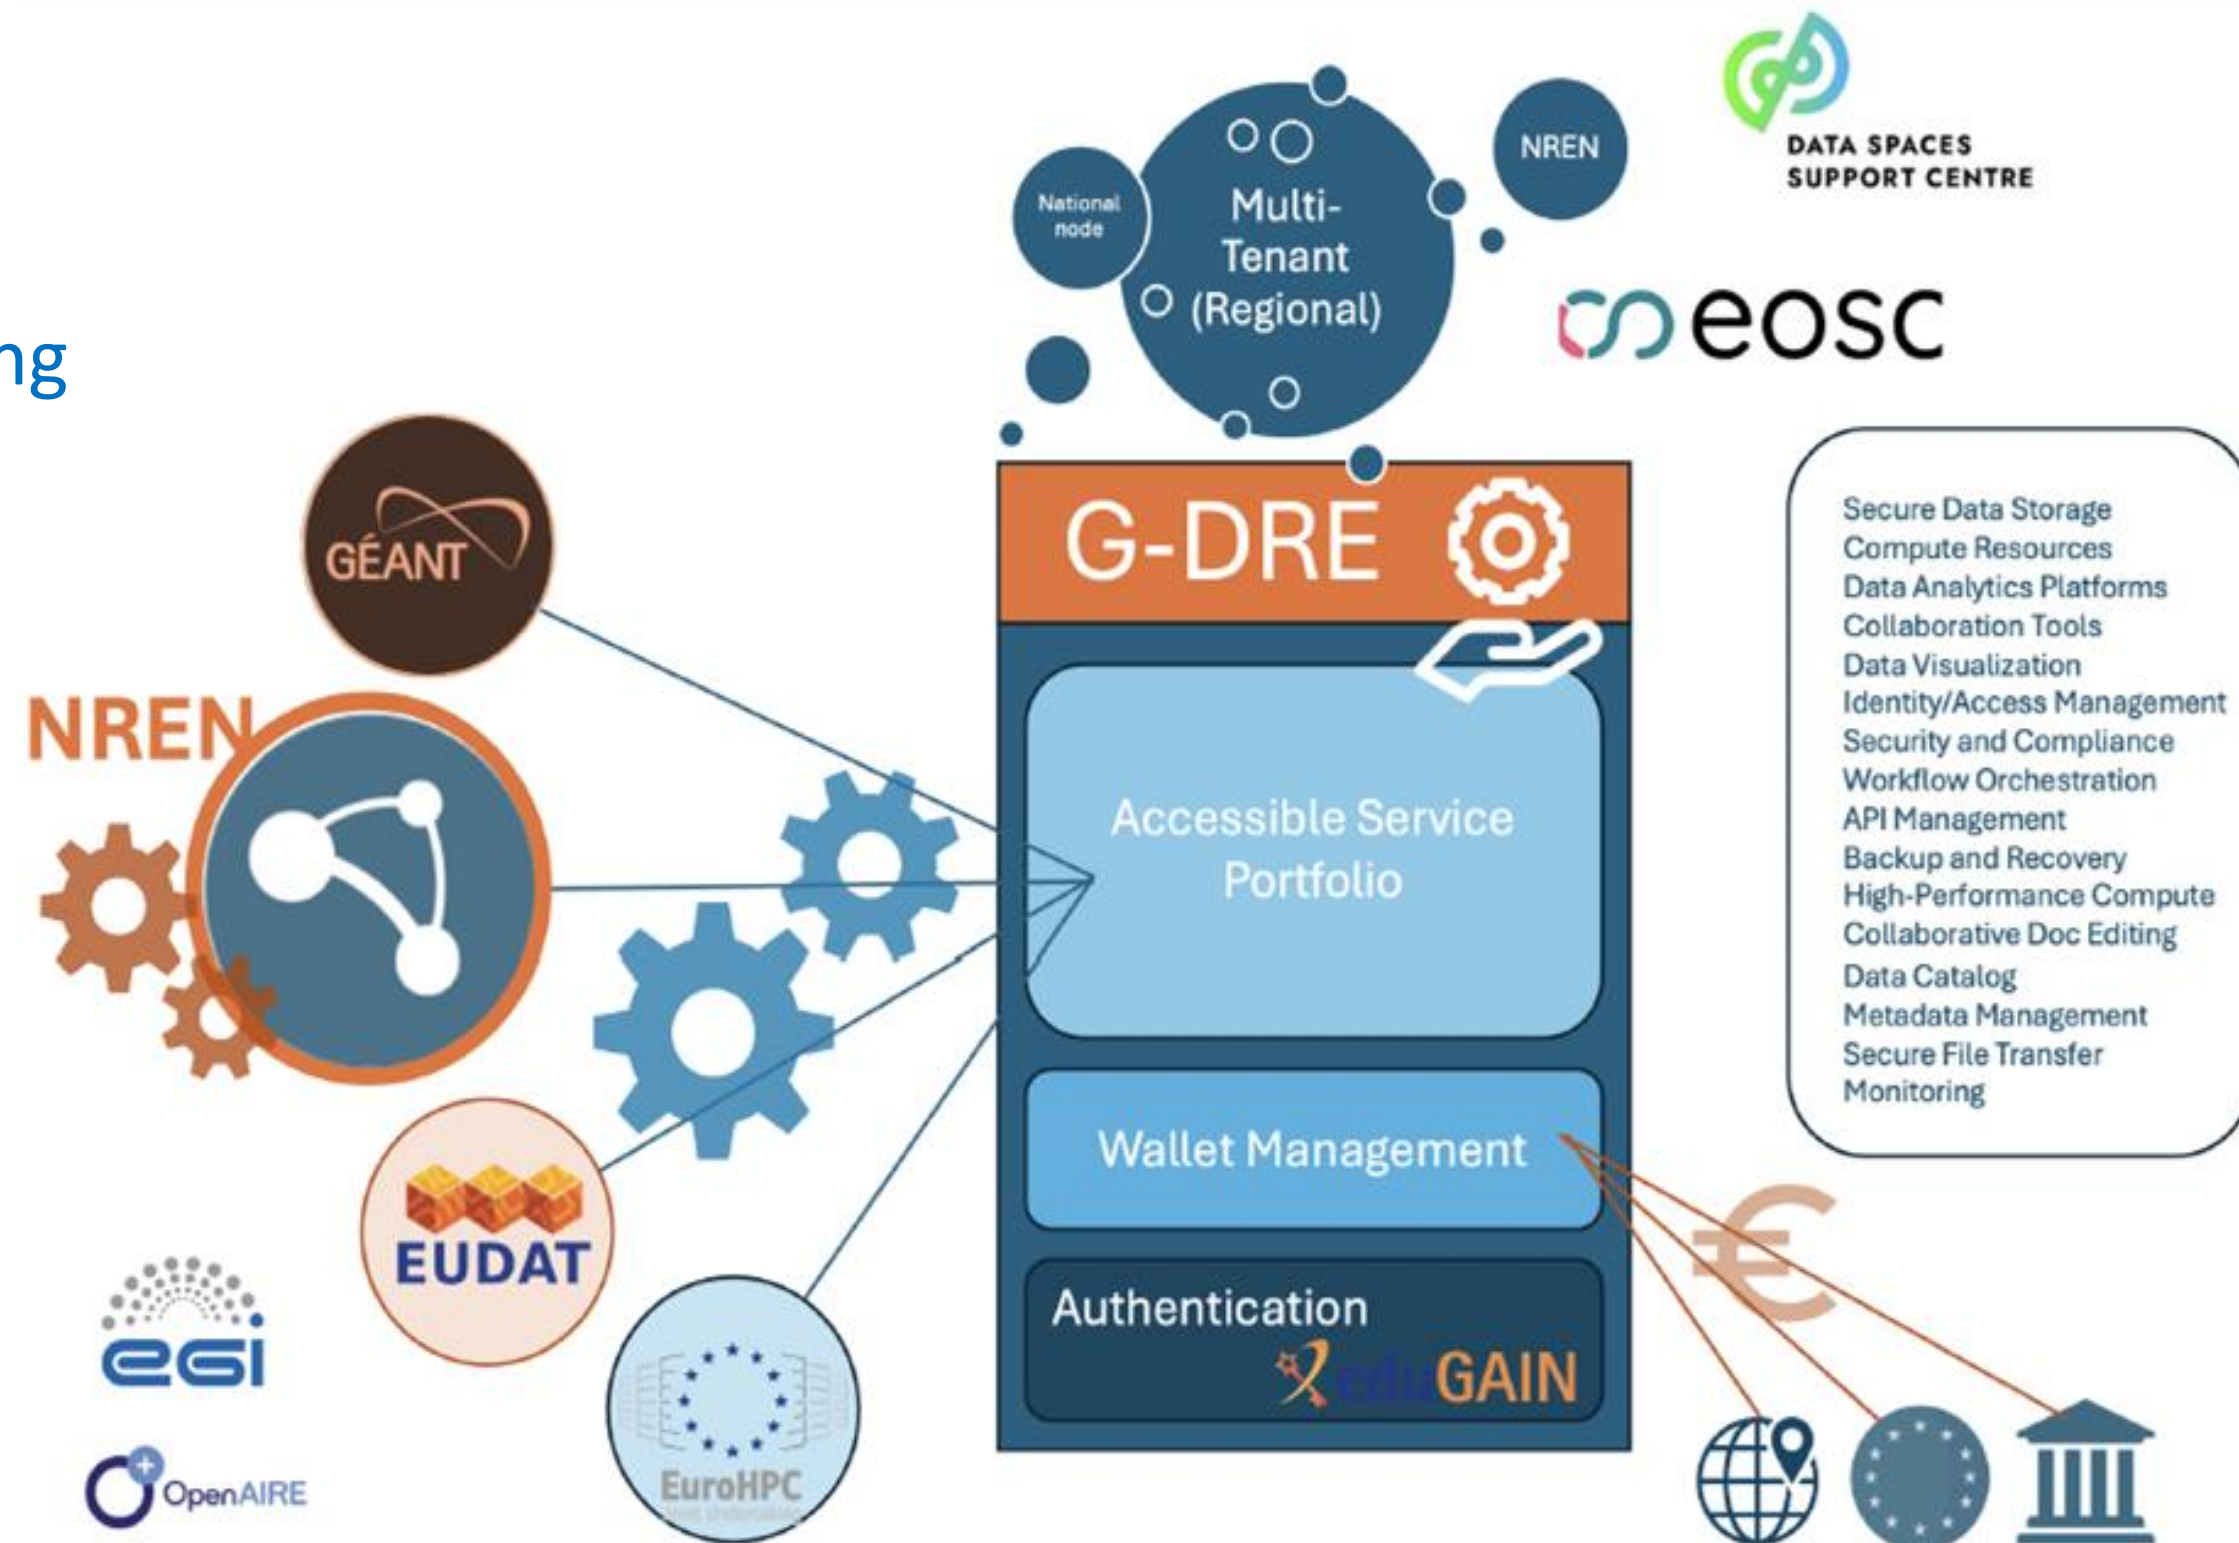 DATA SPACES
SUPPORT CENTRE
NREN
National
node
Multi-
Tenant
(Regional)
eosc
ng
GÉANT
G-DRE
NREN
Accessible Service
Portfolio
Wallet Management
Authentication
eduGAIN
EUDAT
EGI
OpenAIRE
EuroHPC
Joint Undertaking
Secure Data Storage
Compute Resources
Data Analytics Platforms
Collaboration Tools
Data Visualization
Identity/Access Management
Security and Compliance
Workflow Orchestration
API Management
Backup and Recovery
High-Performance Compute
Collaborative Doc Editing
Data Catalog
Metadata Management
Secure File Transfer
Monitoring
€